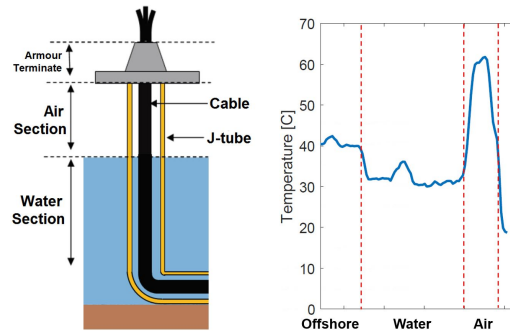 Armour
Terminate
Air
Section
Cable
J-tube
Water
Section
Temperature [C]
70
60
50
40
30
20
10
0
Offshore
Water
Air